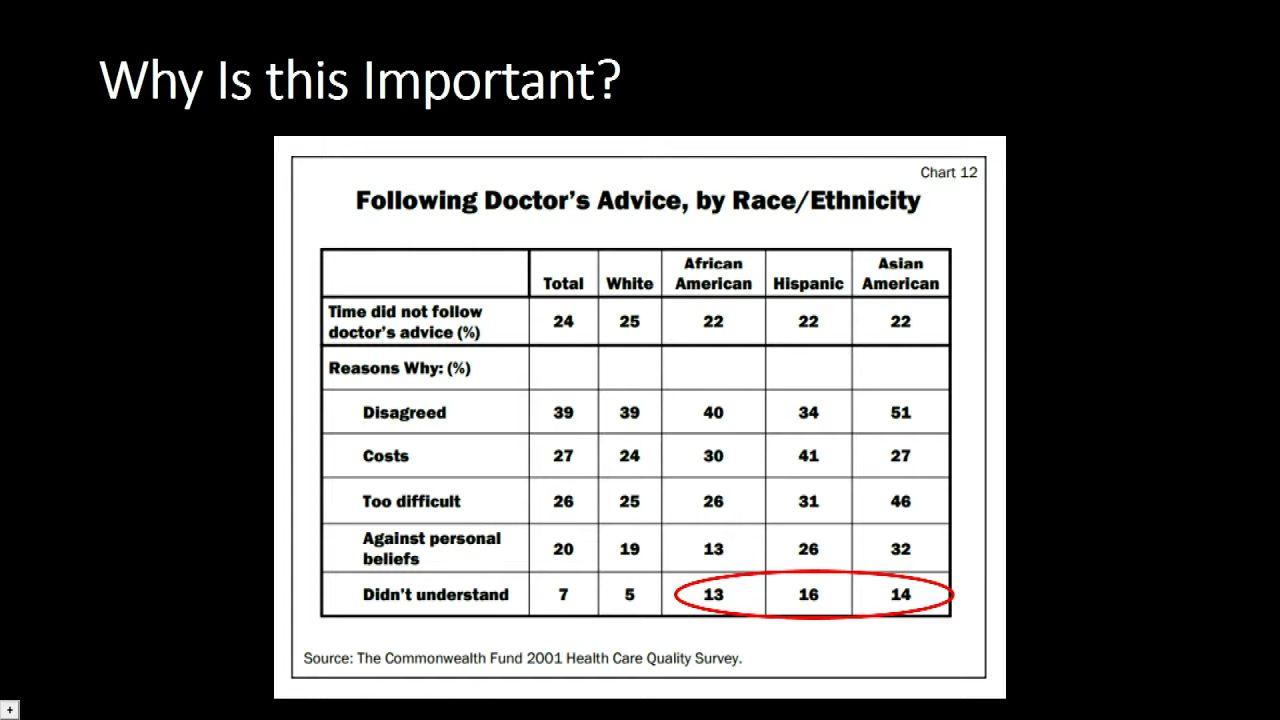 Why Is this Important?
Chart 12
Following Doctor's Advice, by Race/Ethnicity
Total White African American Hispanic Asian American
Time did not follow doctor's advice (%) 24 25 22 22 22
Reasons Why: (%)
Disagreed 39 39 40 34 51
Costs 27 24 30 41 27
Too difficult 26 25 26 31 46
Against personal beliefs 20 19 13 26 32
Didn't understand 7 5 13 16 14
Source: The Commonwealth Fund 2001 Health Care Quality Survey.
+